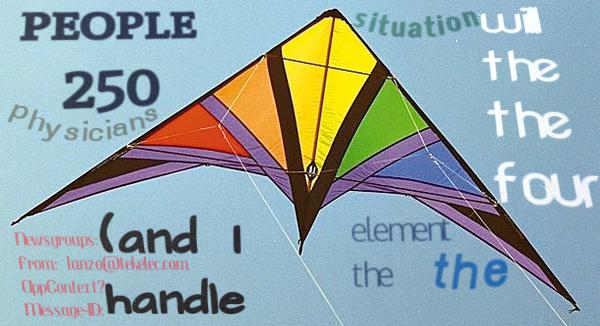 PEOPLE
250
physicians
situation
will
the
the
four
Newsgroups:
from: lanzo@tekelec.com
OppContext?
Message-ID:
(and I
handle
element
the the